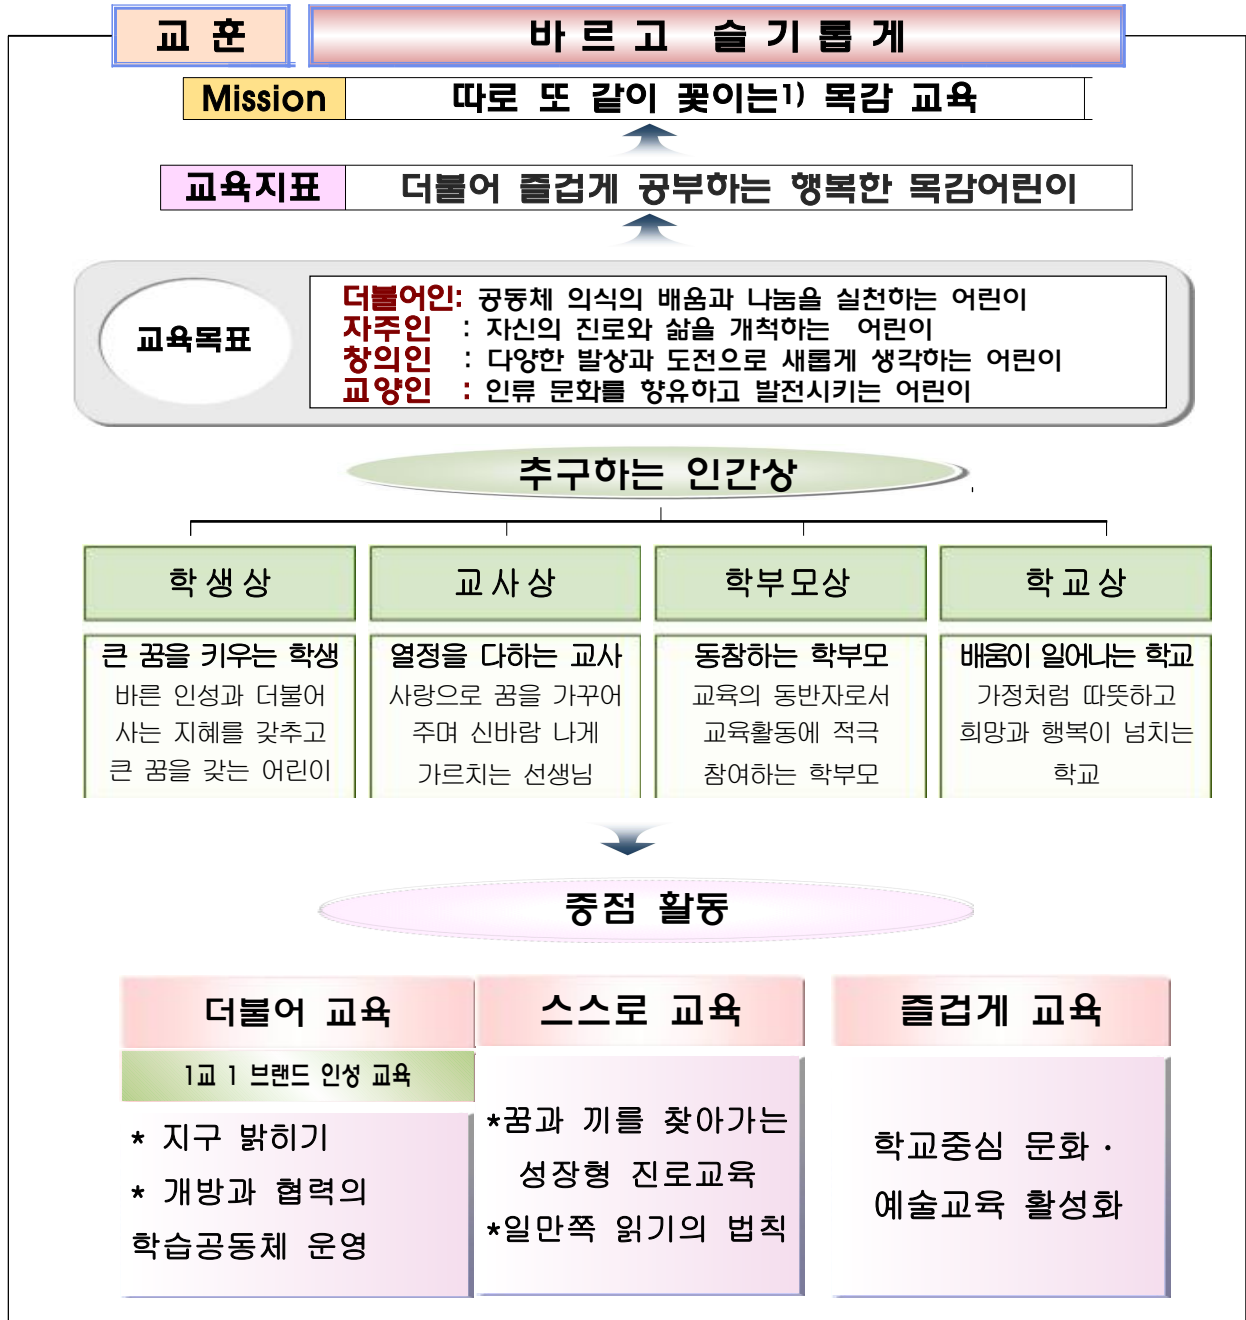 교 훈
바르고 슬기롭게
Mission
따로 또 같이 꽃이는1) 목감 교육
교육지표
더불어 즐겁게 공부하는 행복한 목감어린이
교육목표
더불어인: 공동체 의식의 배움과 나눔을 실천하는 어린이
자주인 : 자신의 진로와 삶을 개척하는 어린이
창의인 : 다양한 발상과 도전으로 새롭게 생각하는 어린이
교양인 : 인류 문화를 향유하고 발전시키는 어린이
추구하는 인간상
학생상
큰 꿈을 키우는 학생
바른 인성과 더불어
사는 지혜를 갖추고
큰 꿈을 갖는 어린이
교사상
열정을 다하는 교사
사랑으로 꿈을 가꾸어
주며 신바람 나게
가르치는 선생님
학부모상
동참하는 학부모
교육의 동반자로서
교육활동에 적극
참여하는 학부모
학교상
배움이 일어나는 학교
가정처럼 따뜻하고
희망과 행복이 넘치는
학교
중점 활동
더불어 교육
1교 1 브랜드 인성 교육
* 지구 밝히기
* 개방과 협력의
학습공동체 운영
스스로 교육
*꿈과 끼를 찾아가는
성장형 진로교육
*일만쪽 읽기의 법칙
즐겁게 교육
학교중심 문화 ·
예술교육 활성화